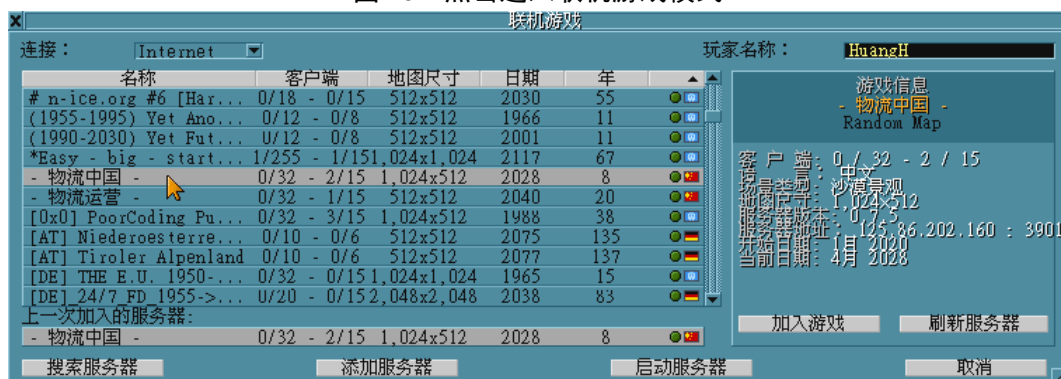 联机游戏
连接： Internet 玩家名称： HuangH
名称 客户端 地图尺寸 日期 年
# n-ice.org #6 [Har... 0/18 - 0/15 512x512 2030 55
(1955-1995) Yet Ano... 0/12 - 0/8 512x512 1966 11
(1990-2030) Yet Fut... 0/12 - 0/8 512x512 2001 11
*Easy - big - start... 1/255 - 1/15 1,024x1,024 2117 67
- 物流中国 - 0/32 - 2/15 1,024x512 2028 8
- 物流运营 - 0/32 - 1/15 512x512 2040 20
[0x0] PoorCoding Pu... 0/32 - 3/15 1,024x512 1988 38
[AT] Niederoesterre... 0/10 - 0/6 512x512 2075 135
[AT] Tiroler Alpenland 0/10 - 0/6 512x512 2077 137
[DE] THE E.U. 1950-... 0/32 - 0/15 1,024x1,024 1965 15
[DE] 24/7 FD 1955->... 0/20 - 0/15 2,048x2,048 2038 83
上一次加入的服务器:
- 物流中国 - 0/32 - 2/15 1,024x512 2028 8
游戏信息
- 物流中国 -
Random Map
客 户 端: 0 / 32 - 2 / 15
语 言: 中文
场景类型: 沙漠景观
地图尺寸: 1,024x512
服务器版本: 0.7.5
服务器地址: 125.86.202.160 : 3901
开始日期: 1月 2020
当前日期: 4月 2028
加入游戏 刷新服务器
搜索服务器 添加服务器 启动服务器 取消